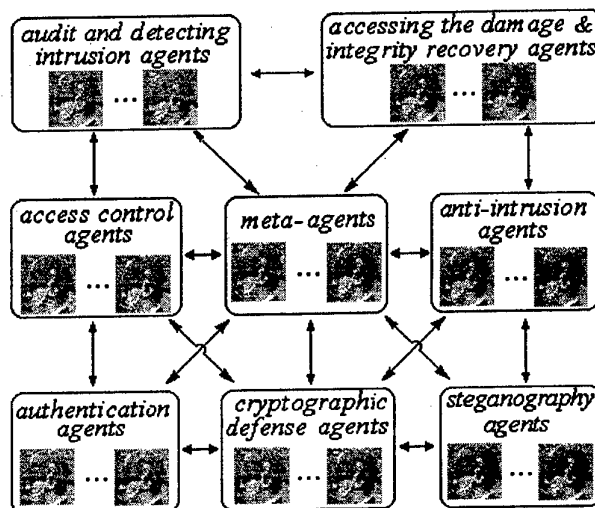 audit and detecting
intrusion agents
...
accessing the damage &
integrity recovery agents
...
access control
agents
...
meta-agents
...
anti-intrusion
agents
...
authentication
agents
...
cryptographic
defense agents
...
steganography
agents
...